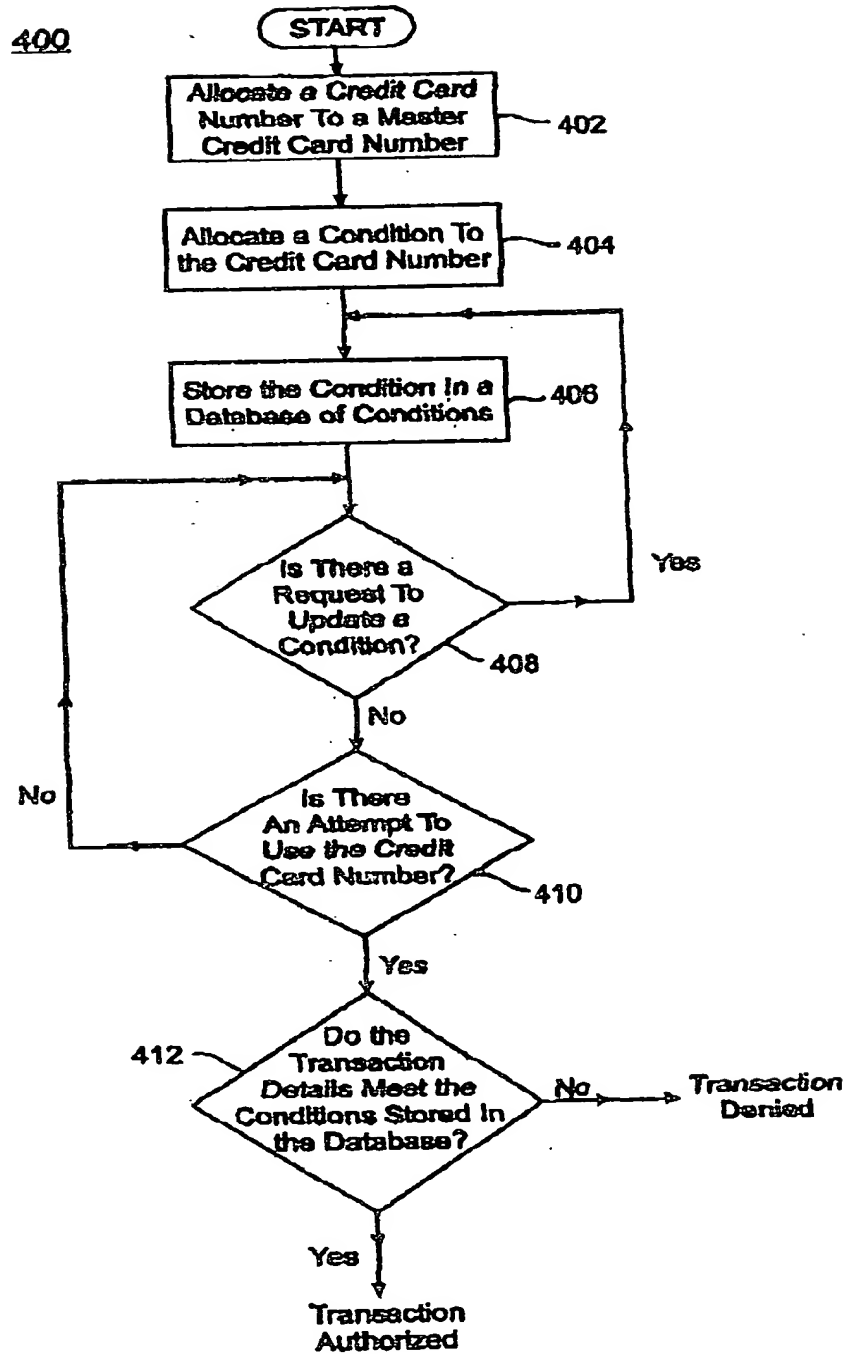 400
START
Allocate a Credit Card
Number To a Master
Credit Card Number
402
Allocate a Condition To
the Credit Card Number
404
Store the Condition In a
Database of Conditions
406
Is There a
Request To
Update a
Condition?
408
Yes
No
Is There
An Attempt To
Use the Credit
Card Number?
410
No
Yes
412
Do the
Transaction
Details Meet the
Conditions Stored In
the Database?
No
Transaction
Denied
Yes
Transaction
Authorized